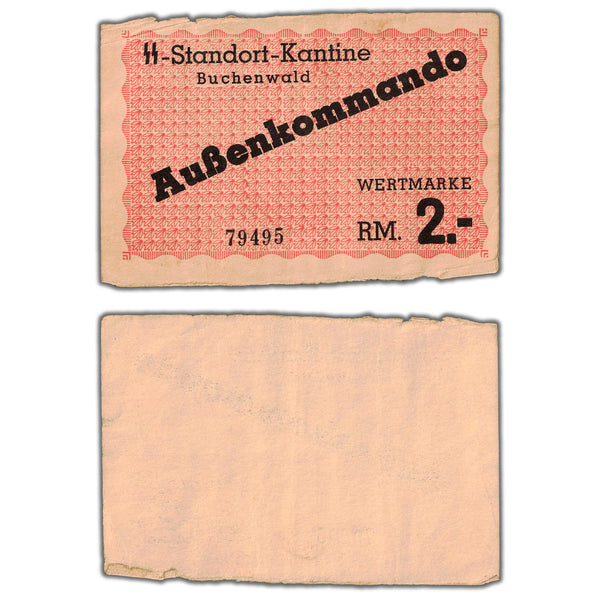 ᛋᛋ-Standort-Kantine
Buchenwald
Außenkommando
WERTMARKE
79495
RM. 2.-